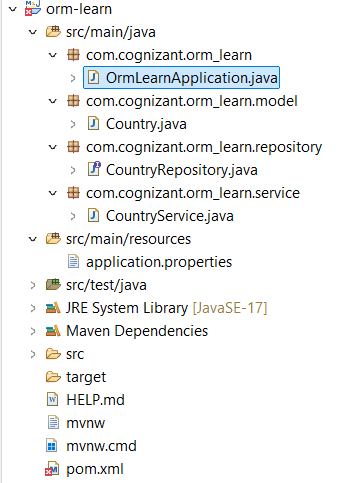 orm-learn
src/main/java
com.cognizant.orm_learn
OrmLearnApplication.java
com.cognizant.orm_learn.model
Country.java
com.cognizant.orm_learn.repository
CountryRepository.java
com.cognizant.orm_learn.service
CountryService.java
src/main/resources
application.properties
src/test/java
JRE System Library [JavaSE-17]
Maven Dependencies
src
target
HELP.md
mvnw
mvnw.cmd
pom.xml